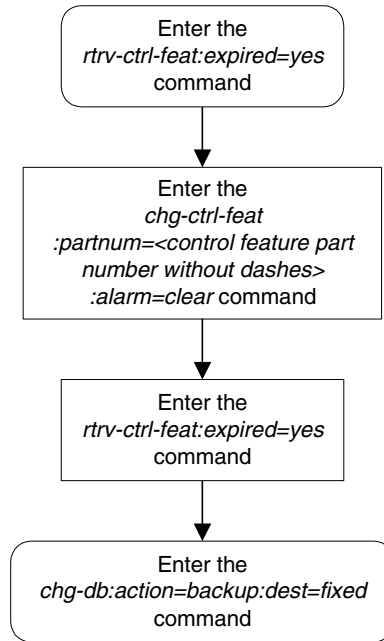 Enter the
rtrv-ctrl-feat:expired=yes
command
Enter the
chg-ctrl-feat
:partnum=<control feature part
number without dashes>
:alarm=clear command
Enter the
rtrv-ctrl-feat:expired=yes
command
Enter the
chg-db:action=backup:dest=fixed
command